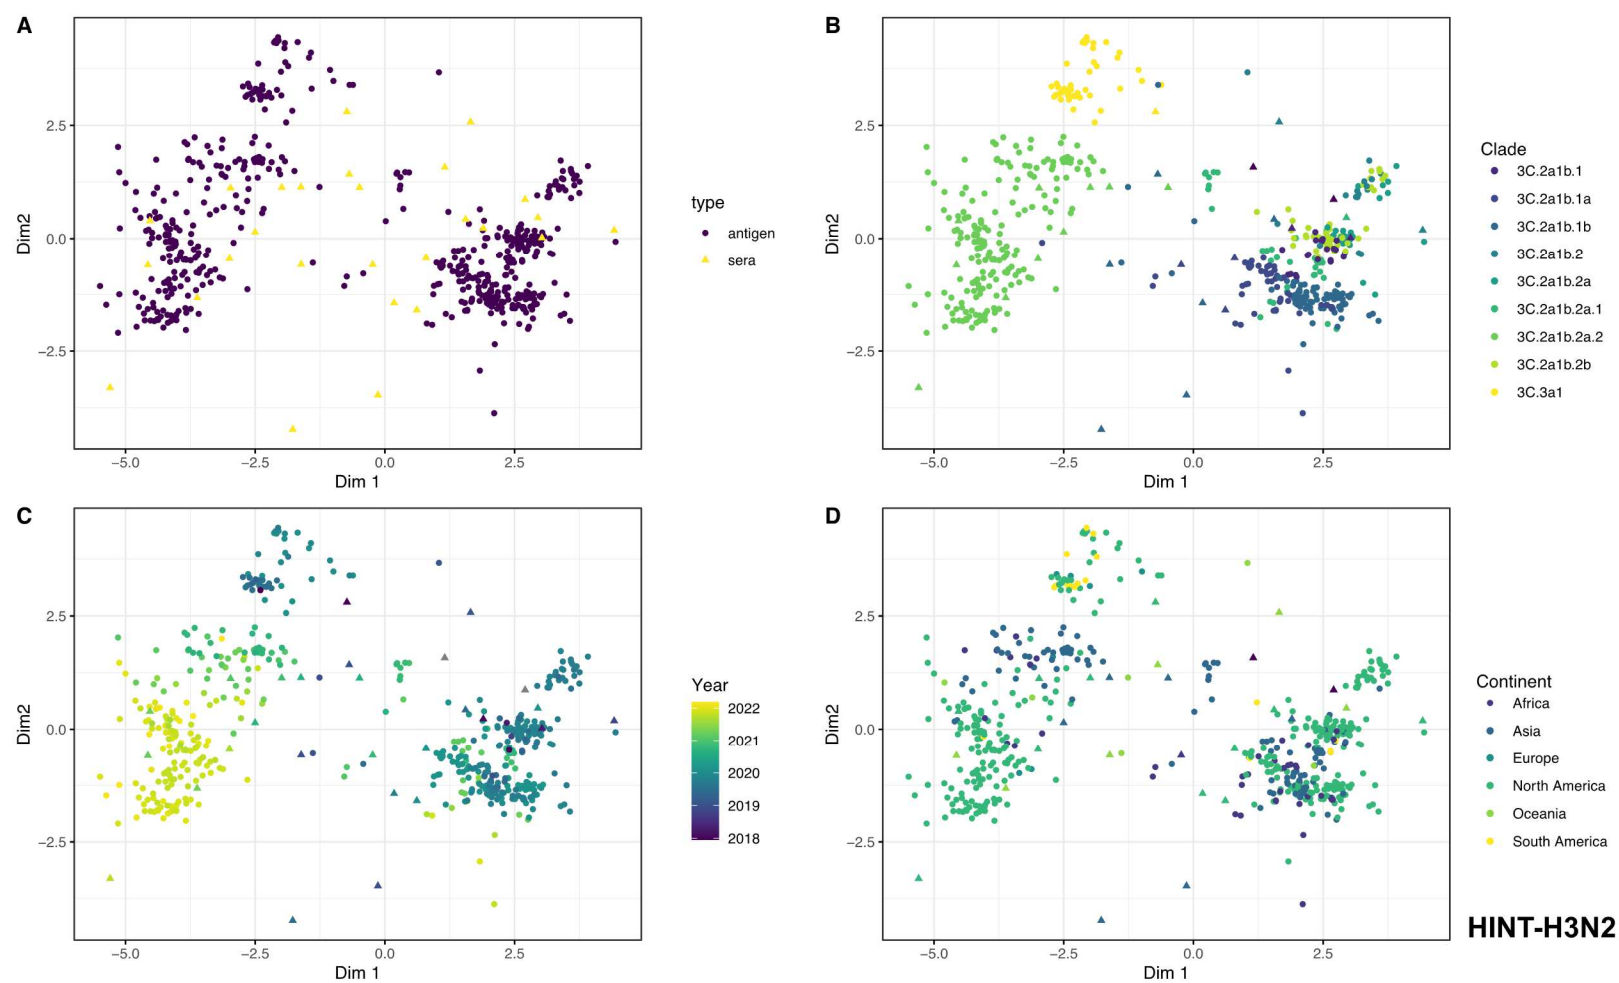 A
2.5
0.0
−2.5
Dim2
−5.0
−2.5
0.0
2.5
Dim 1
type
antigen
sera
B
2.5
0.0
−2.5
Dim2
−5.0
−2.5
0.0
2.5
Dim 1
Clade
3C.2a1b.1
3C.2a1b.1a
3C.2a1b.1b
3C.2a1b.2
3C.2a1b.2a
3C.2a1b.2a.1
3C.2a1b.2a.2
3C.2a1b.2b
3C.3a1
C
2.5
0.0
−2.5
Dim2
−5.0
−2.5
0.0
2.5
Dim 1
Year
2022
2021
2020
2019
2018
D
2.5
0.0
−2.5
Dim2
−5.0
−2.5
0.0
2.5
Dim 1
Continent
Africa
Asia
Europe
North America
Oceania
South America
HINT-H3N2